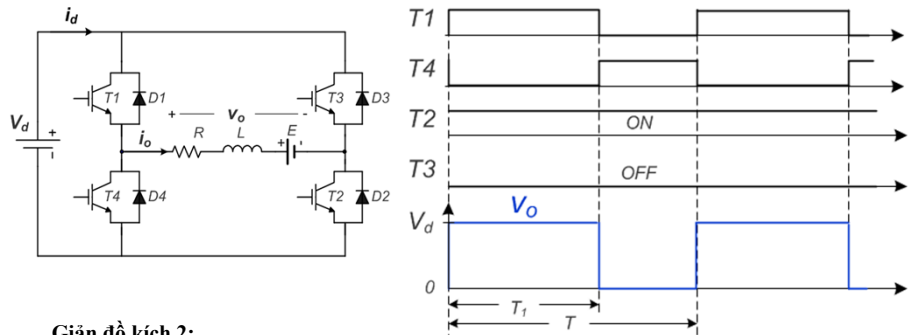 i_d
V_d
+
-
T1
D1
T3
D3
+ v_o -
i_o
R
L
E
+
-
T4
D4
T2
D2
T1
T4
T2
ON
T3
OFF
V_d
V_o
0
T_1
T
Giản đồ kích 2: